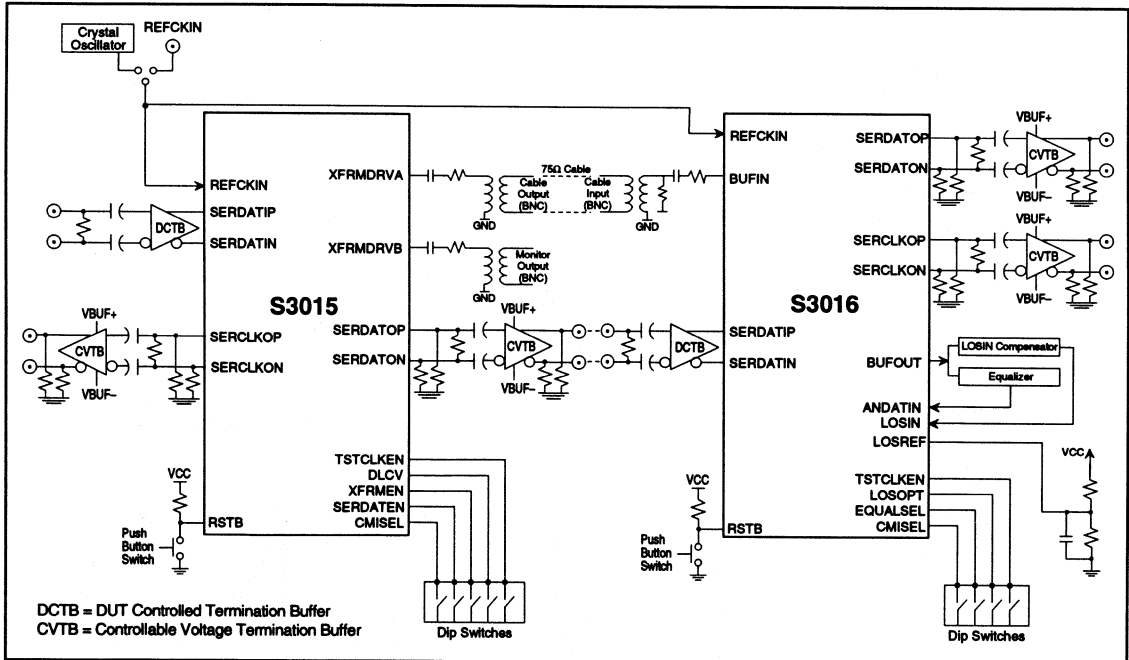 Crystal
Oscillator
REFCKIN
S3015
REFCKIN
SERDATIP
SERDATIN
DCTB
VBUF+
CVTB
VBUF–
SERCLKOP
SERCLKON
VCC
RSTB
Push
Button
Switch
XFRMDRVA
XFRMDRVB
SERDATOP
SERDATON
TSTCLKEN
DLCV
XFRMEN
SERDATEN
CMISEL
Dip Switches
75Ω Cable
Cable
Output
(BNC)
Cable
Input
(BNC)
GND
GND
Monitor
Output
(BNC)
GND
VBUF+
CVTB
VBUF–
DCTB
S3016
REFCKIN
BUFIN
SERDATIP
SERDATIN
VCC
RSTB
Push
Button
Switch
SERDATOP
SERDATON
VBUF+
CVTB
VBUF–
SERCLKOP
SERCLKON
VBUF+
CVTB
VBUF–
BUFOUT
LOSIN Compensator
Equalizer
ANDATIN
LOSIN
LOSREF
VCC
TSTCLKEN
LOSOPT
EQUALSEL
CMISEL
Dip Switches
DCTB = DUT Controlled Termination Buffer
CVTB = Controllable Voltage Termination Buffer